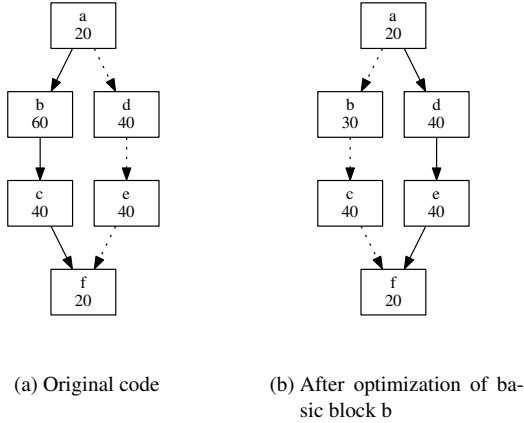 a
20
b
60
d
40
c
40
e
40
f
20
(a) Original code
a
20
b
30
d
40
c
40
e
40
f
20
(b) After optimization of ba-
sic block b